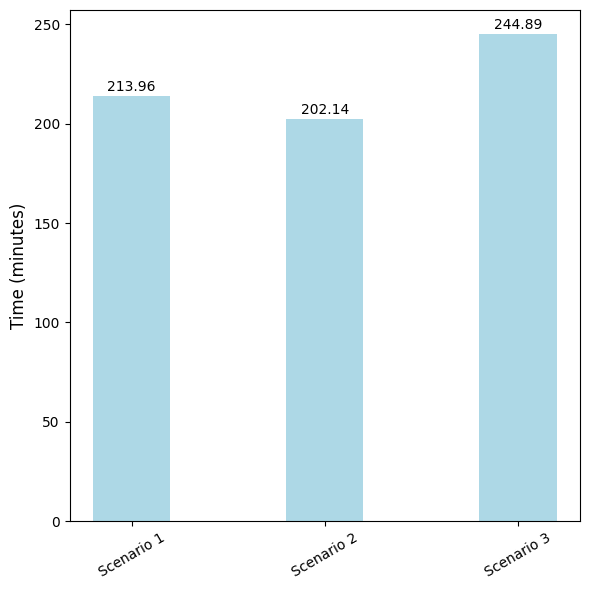 244.89
213.96
202.14
250
200
150
100
50
0
Time (minutes)
Scenario 1
Scenario 2
Scenario 3